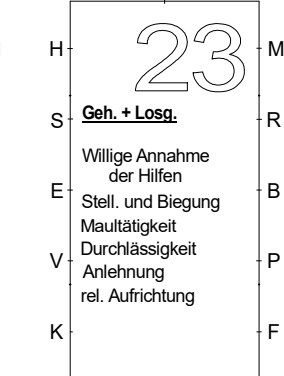 23
H M
Geh. + Losg.
S R
Willige Annahme
der Hilfen
E B
Stell. und Biegung
Maultätigkeit
Durchlässigkeit
V P
Anlehnung
rel. Aufrichtung
K F